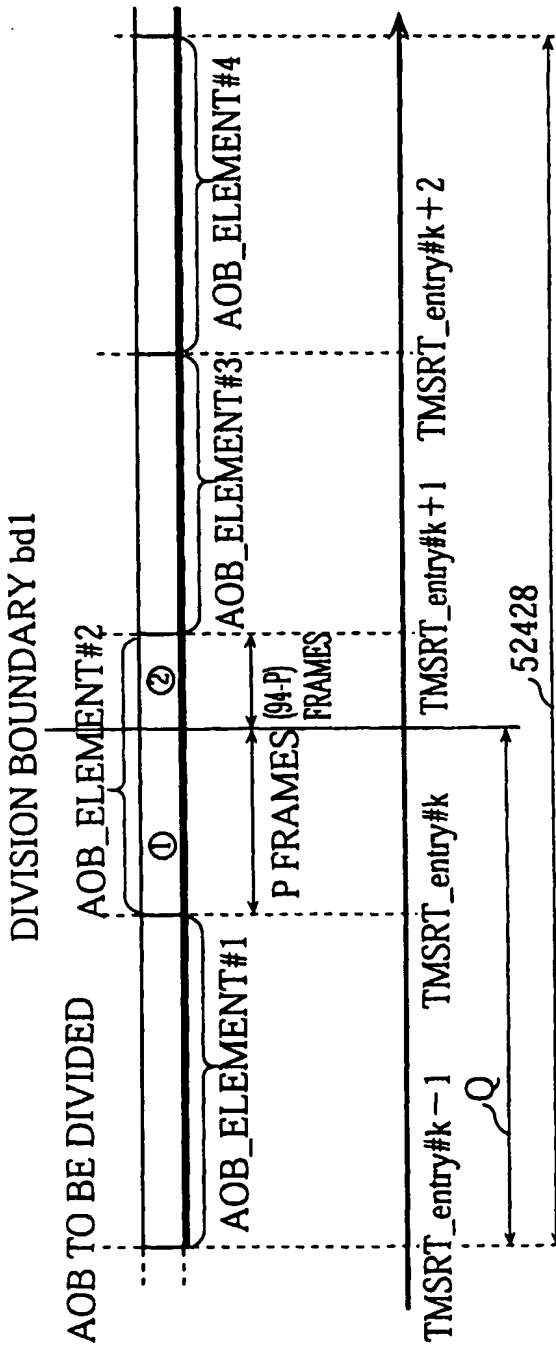 DIVISION BOUNDARY bd1
AOB TO BE DIVIDED
AOB_ELEMENT#2
① ②
AOB_ELEMENT#1
AOB_ELEMENT#3
AOB_ELEMENT#4
P FRAMES
(94-P)
FRAMES
TMSRT_entry#k−1 TMSRT_entry#k TMSRT_entry#k+1 TMSRT_entry#k+2
Q
52428